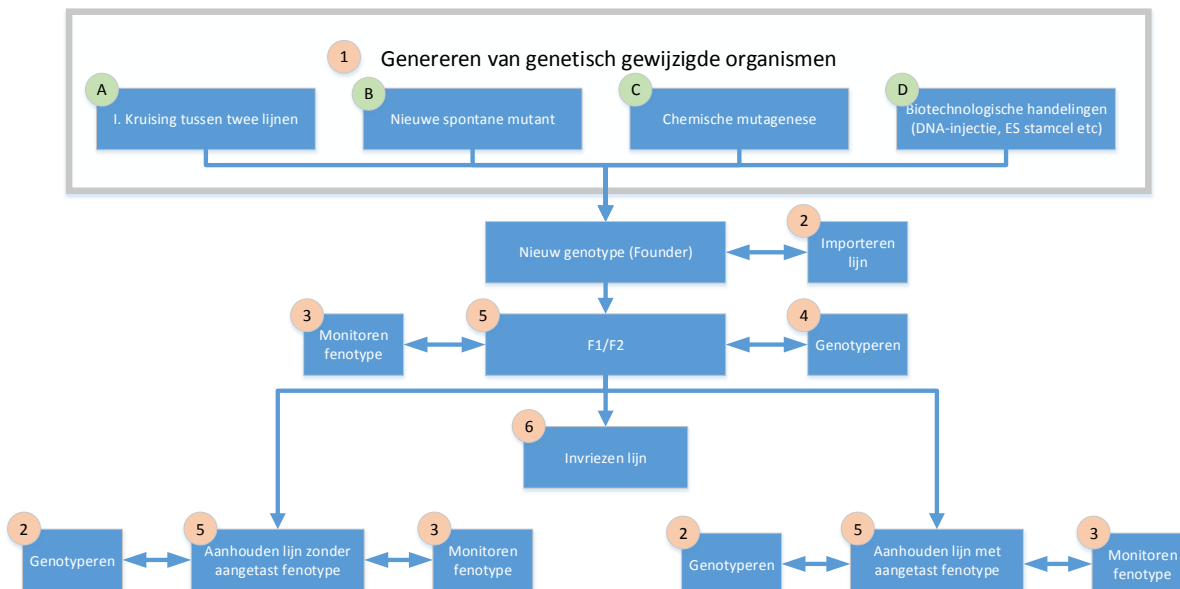 1
Genereren van genetisch gewijzigde organismen
A
I. Kruising tussen twee lijnen
B
Nieuwe spontane mutant
C
Chemische mutagenese
D
Biotechnologische handelingen
(DNA-injectie, ES stamcel etc)
Nieuw genotype (Founder)
2
Importeren
lijn
3
Monitoren
fenotype
5
F1/F2
4
Genotyperen
6
Invriezen lijn
2
Genotyperen
5
Aanhouden lijn zonder
aangetast fenotype
3
Monitoren
fenotype
2
Genotyperen
5
Aanhouden lijn met
aangetast fenotype
3
Monitoren
fenotype